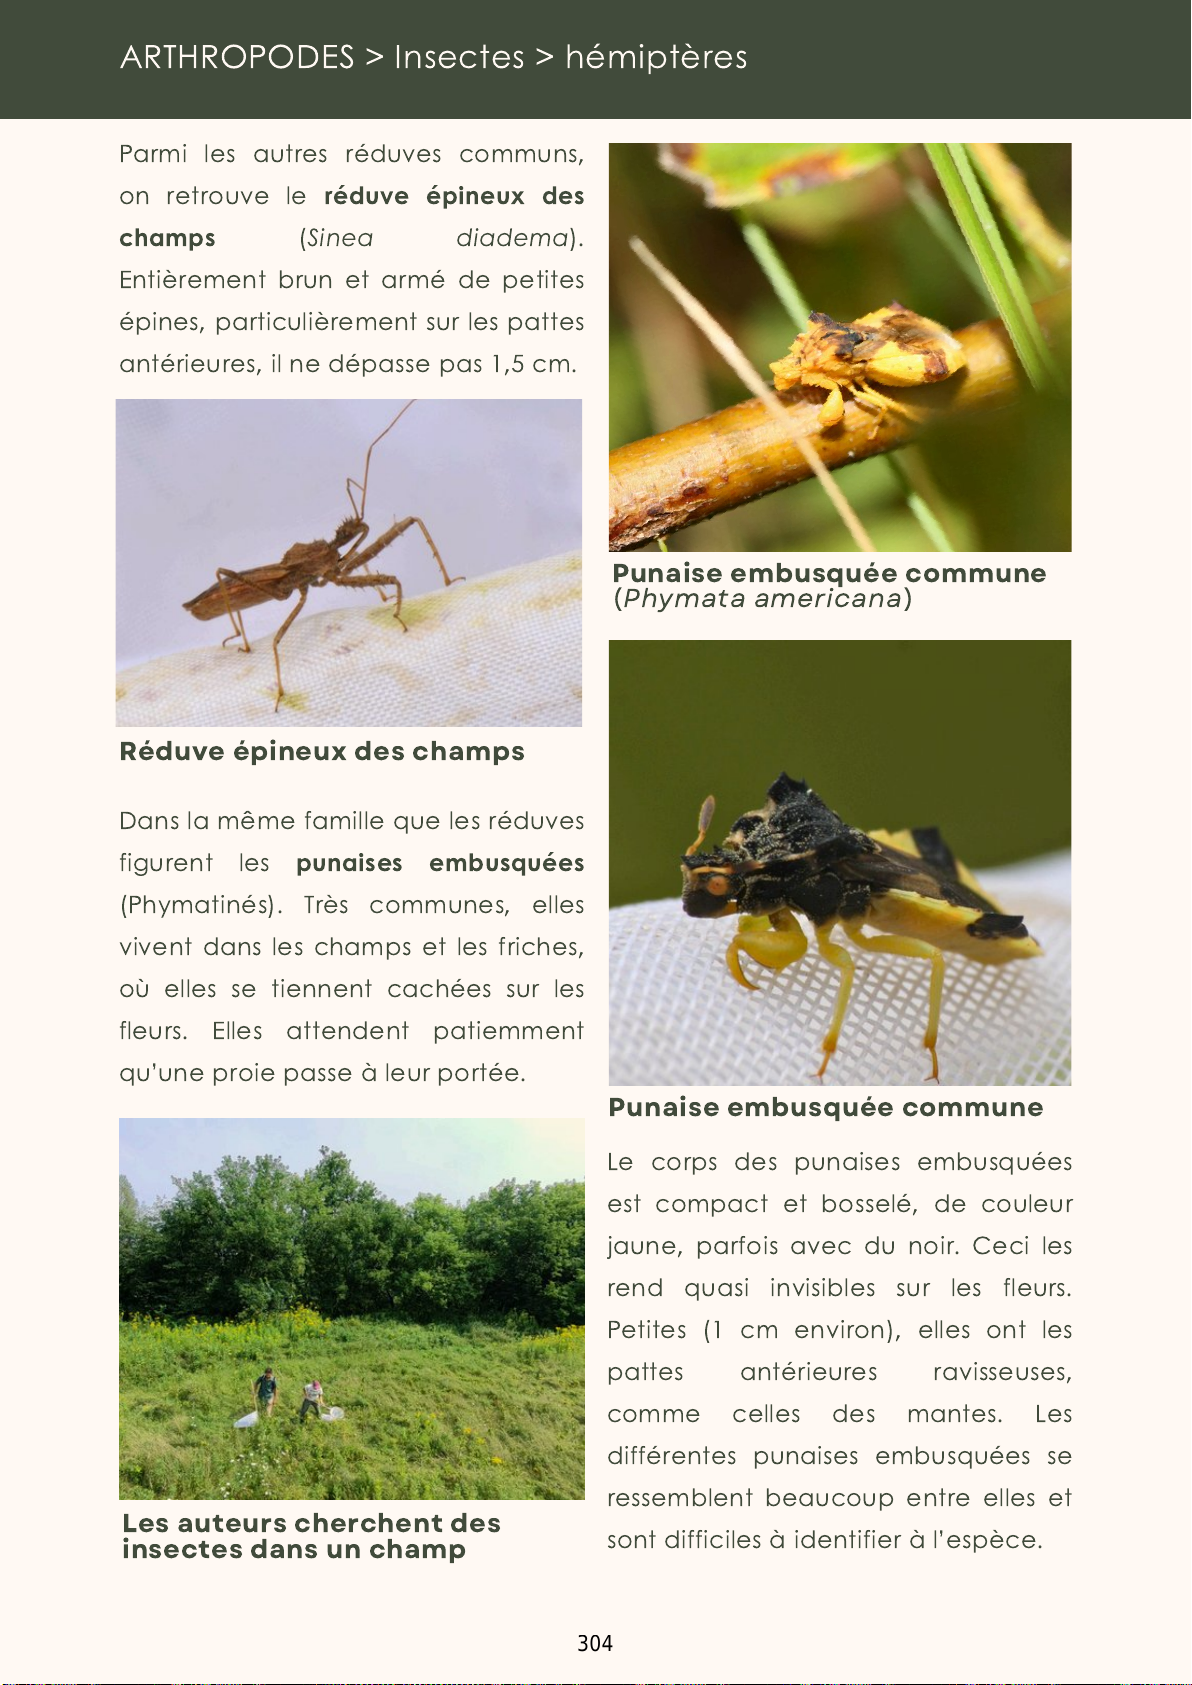 ARTHROPODES > Insectes > hémiptères
Parmi les autres réduves communs,
on retrouve le réduve épineux des
champs (Sinea diadema).
Entièrement brun et armé de petites
épines, particulièrement sur les pattes
antérieures, il ne dépasse pas 1,5 cm.
Réduve épineux des champs
Dans la même famille que les réduves
figurent les punaises embusquées
(Phymatinés). Très communes, elles
vivent dans les champs et les friches,
où elles se tiennent cachées sur les
fleurs. Elles attendent patiemment
qu'une proie passe à leur portée.
Les auteurs cherchent des
insectes dans un champ
Punaise embusquée commune
(Phymata americana)
Punaise embusquée commune
Le corps des punaises embusquées
est compact et bosselé, de couleur
jaune, parfois avec du noir. Ceci les
rend quasi invisibles sur les fleurs.
Petites (1 cm environ), elles ont les
pattes antérieures ravisseuses,
comme celles des mantes. Les
différentes punaises embusquées se
ressemblent beaucoup entre elles et
sont difficiles à identifier à l'espèce.
304